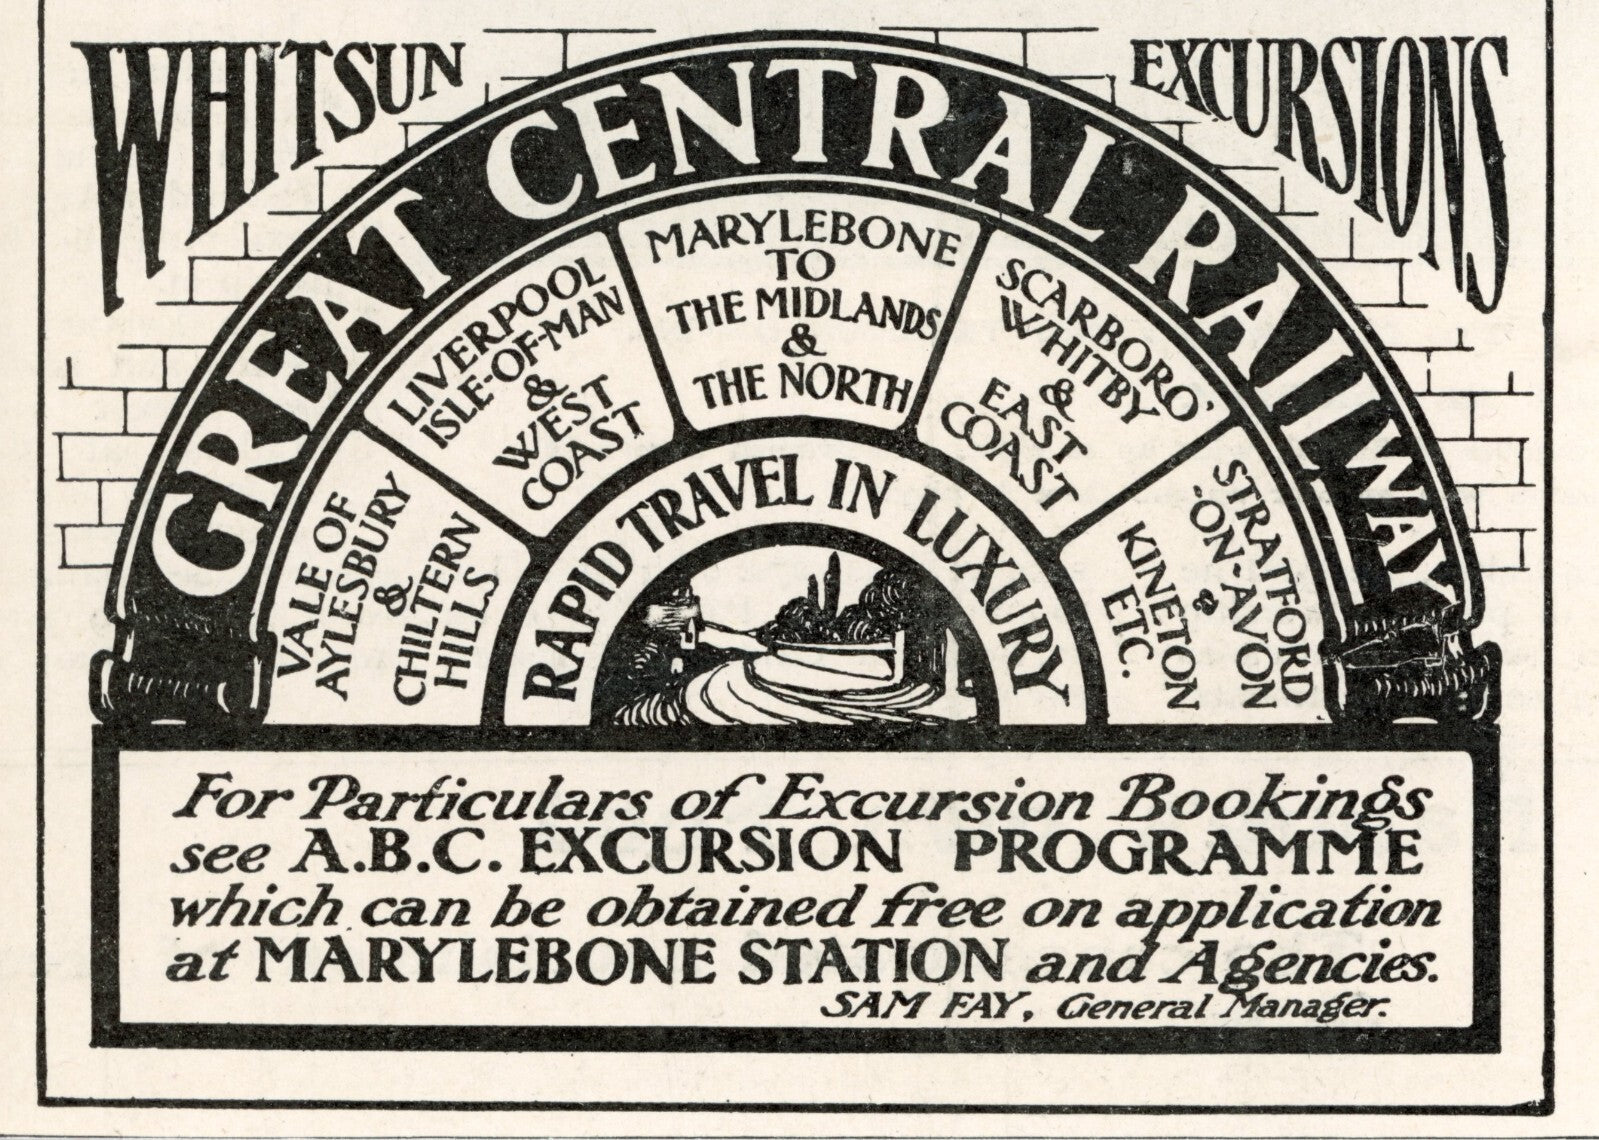 WHITSUN EXCURSIONS
GREAT CENTRAL RAILWAY
VALE OF
AYLESBURY
&
CHILTERN
HILLS
LIVERPOOL
ISLE-OF-MAN
&
WEST
COAST
MARYLEBONE
TO
THE MIDLANDS
&
THE NORTH
SCARBORO'
WHITBY
&
EAST
COAST
STRATFORD
-ON-AVON
&
KINETON
ETC.
RAPID TRAVEL IN LUXURY
For Particulars of Excursion Bookings
see A.B.C. EXCURSION PROGRAMME
which can be obtained free on application
at MARYLEBONE STATION and Agencies.
SAM FAY, General Manager.